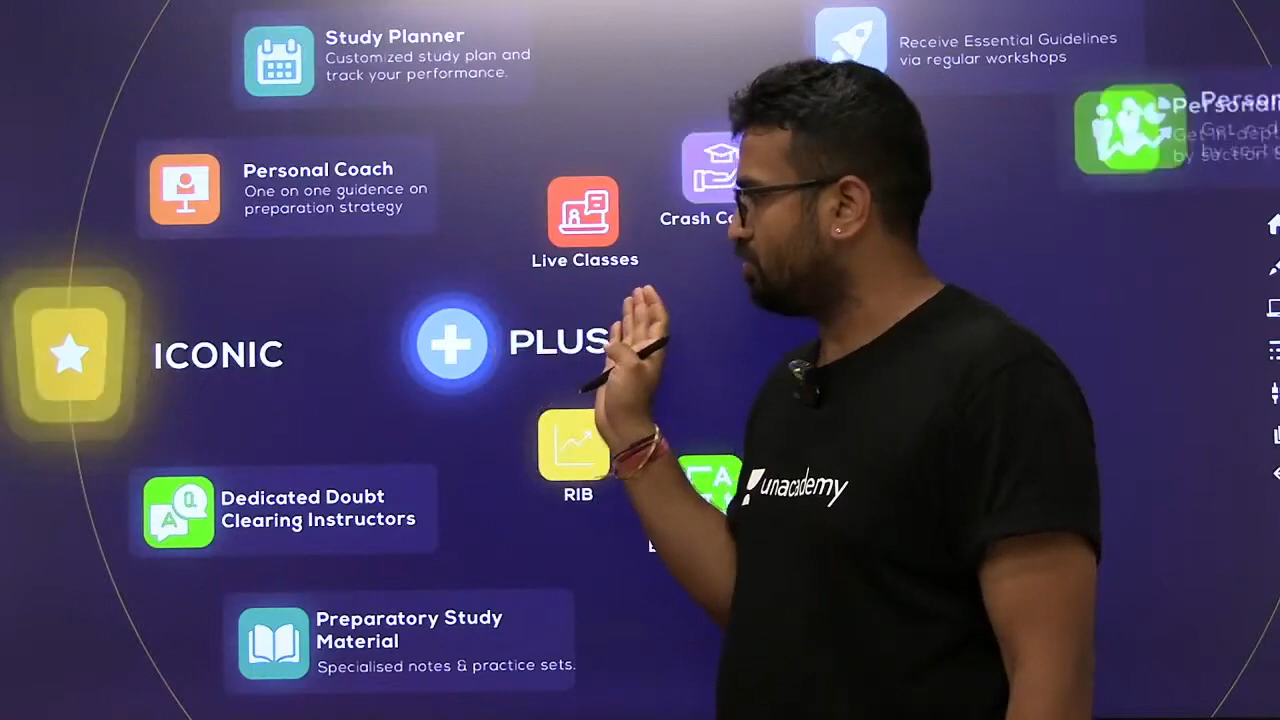 Study Planner
Customized study plan and
track your performance.
Receive Essential Guidelines
via regular workshops
Personal Coach
One on one guidance on
preparation strategy
Live Classes
Crash
ICONIC
PLUS
RIB
Dedicated Doubt
Clearing Instructors
Preparatory Study
Material
Specialised notes & practice sets.
unacademy